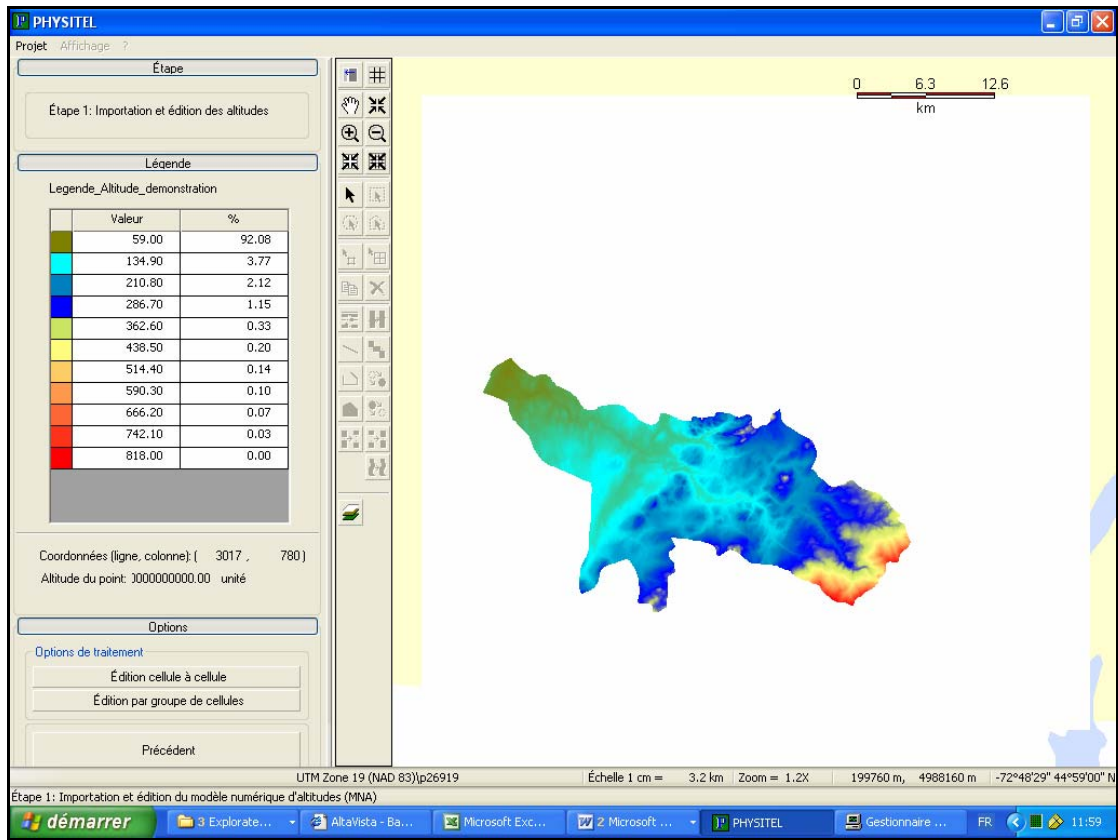 PHYSITEL
Projet Affichage ?
Étape
Étape 1: Importation et édition des altitudes
Légende
Legende_Altitude_demonstration
Valeur %
59.00 92.08
134.90 3.77
210.80 2.12
286.70 1.15
362.60 0.33
438.50 0.20
514.40 0.14
590.30 0.10
666.20 0.07
742.10 0.03
818.00 0.00
Coordonnées (ligne, colonne): ( 3017 , 780 )
Altitude du point: 0000000000.00 unité
Options
Options de traitement
Édition cellule à cellule
Édition par groupe de cellules
Précédent
0 6.3 12.6
km
UTM Zone 19 (NAD 83)\p26919 Échelle 1 cm = 3.2 km Zoom = 1.2X 199760 m, 4988160 m -72°48'29" 44°59'00" N
Étape 1: Importation et édition du modèle numérique d'altitudes (MNA)
démarrer 3 Explorate... AltaVista - Ba... Microsoft Exc... 2 Microsoft ... PHYSITEL Gestionnaire ... FR 11:59